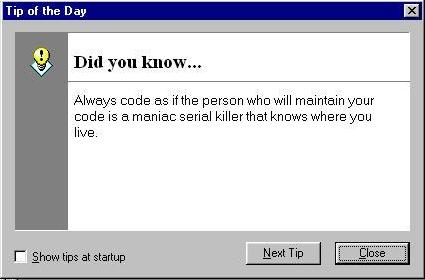 Tip of the Day
Did you know...
Always code as if the person who will maintain your
code is a maniac serial killer that knows where you
live.
Show tips at startup
Next Tip
Close